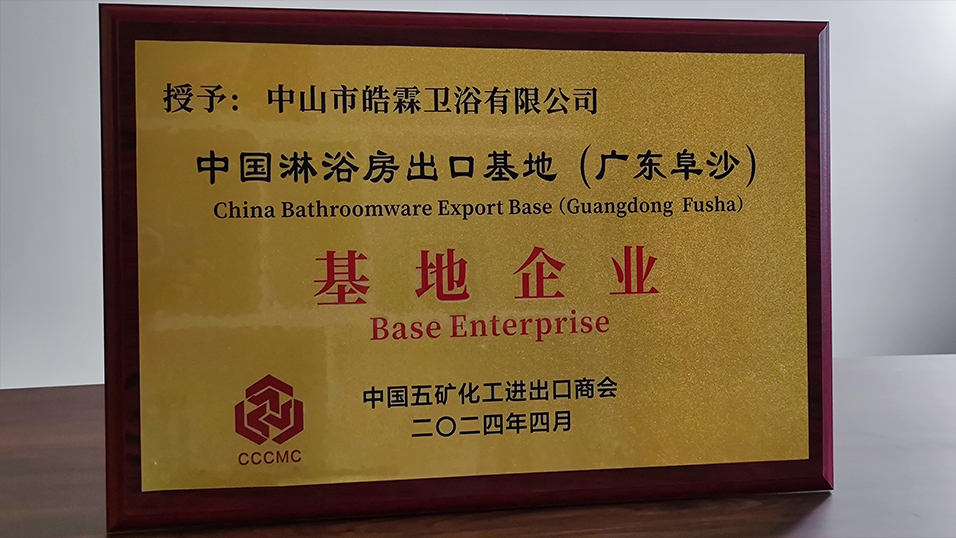 授予：中山市皓霖卫浴有限公司
中国淋浴房出口基地（广东阜沙）
China Bathroomware Export Base (Guangdong Fusha)
基地企业
Base Enterprise
中国五矿化工进出口商会
二〇二四年四月
CCCMC